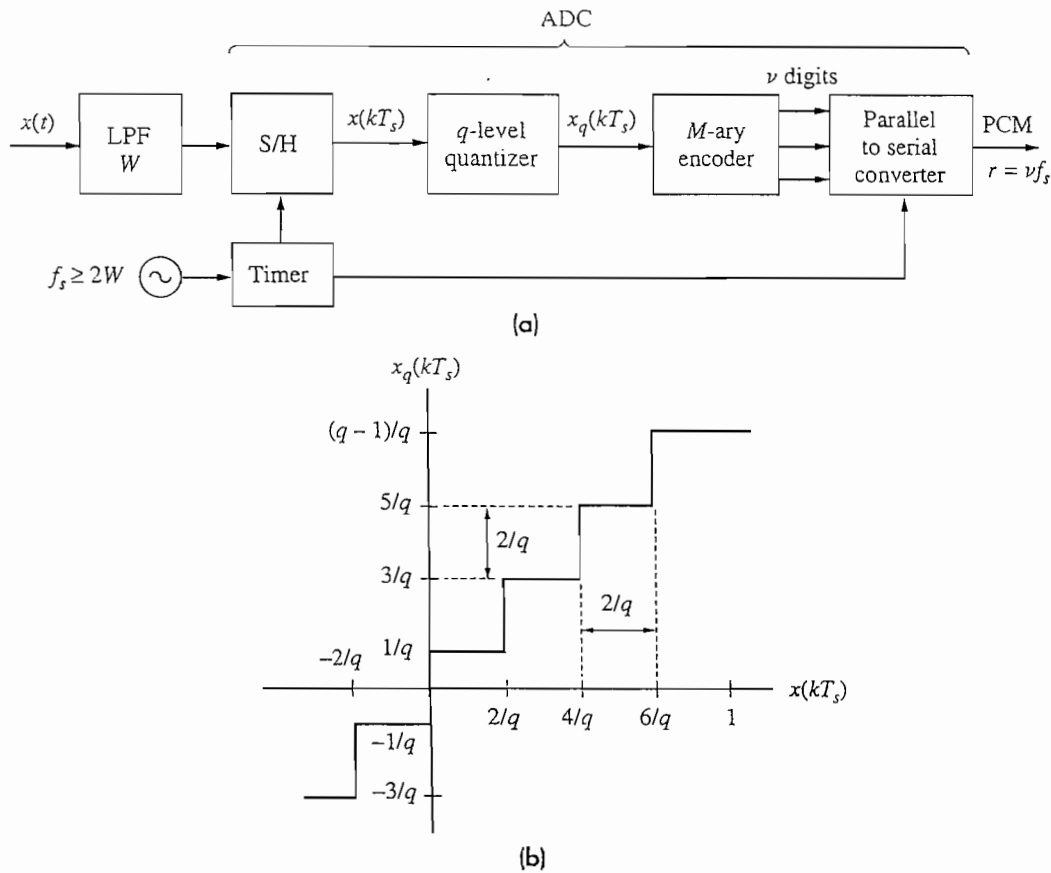 ADC
ν digits
x(t)
LPF
W
S/H
x(kT_s)
q-level
quantizer
x_q(kT_s)
M-ary
encoder
Parallel
to serial
converter
PCM
r = νf_s
f_s ≥ 2W
Timer
(a)
x_q(kT_s)
(q − 1)/q
5/q
2/q
3/q
2/q
1/q
−2/q
x(kT_s)
2/q
4/q
6/q
1
−1/q
−3/q
(b)